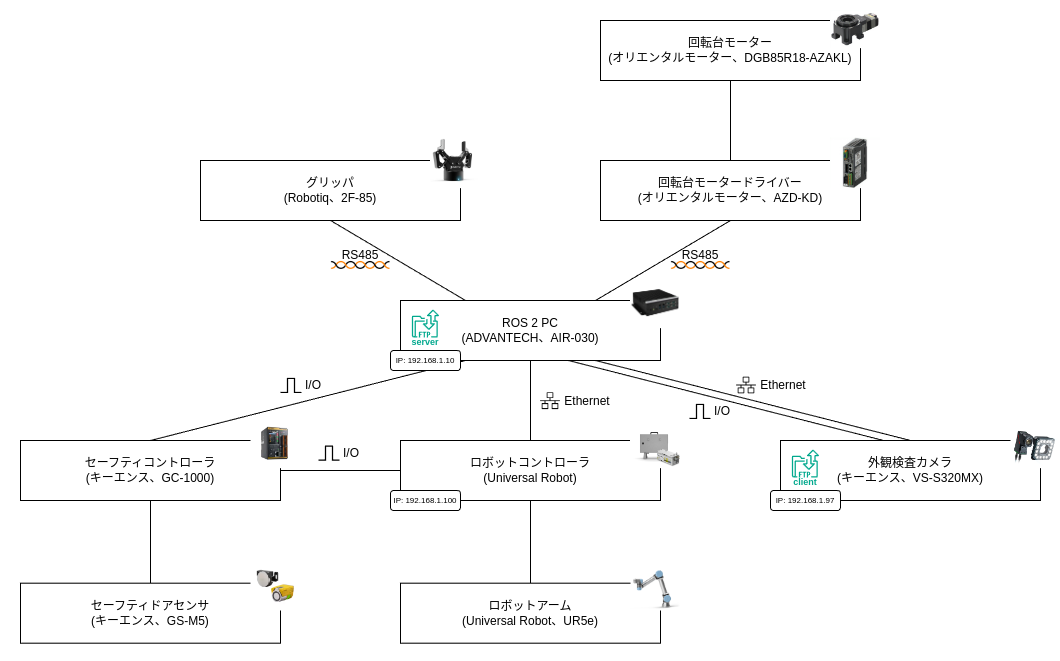 回転台モーター
(オリエンタルモーター、DGB85R18-AZAKL)
グリッパ
(Robotiq、2F-85)
回転台モータードライバー
(オリエンタルモーター、AZD-KD)
RS485
RS485
FTP
server
ROS 2 PC
(ADVANTECH、AIR-030)
IP: 192.168.1.10
I/O
Ethernet
Ethernet
I/O
セーフティコントローラ
(キーエンス、GC-1000)
I/O
ロボットコントローラ
(Universal Robot)
IP: 192.168.1.100
FTP
client
外観検査カメラ
(キーエンス、VS-S320MX)
IP: 192.168.1.97
セーフティドアセンサ
(キーエンス、GS-M5)
ロボットアーム
(Universal Robot、UR5e)